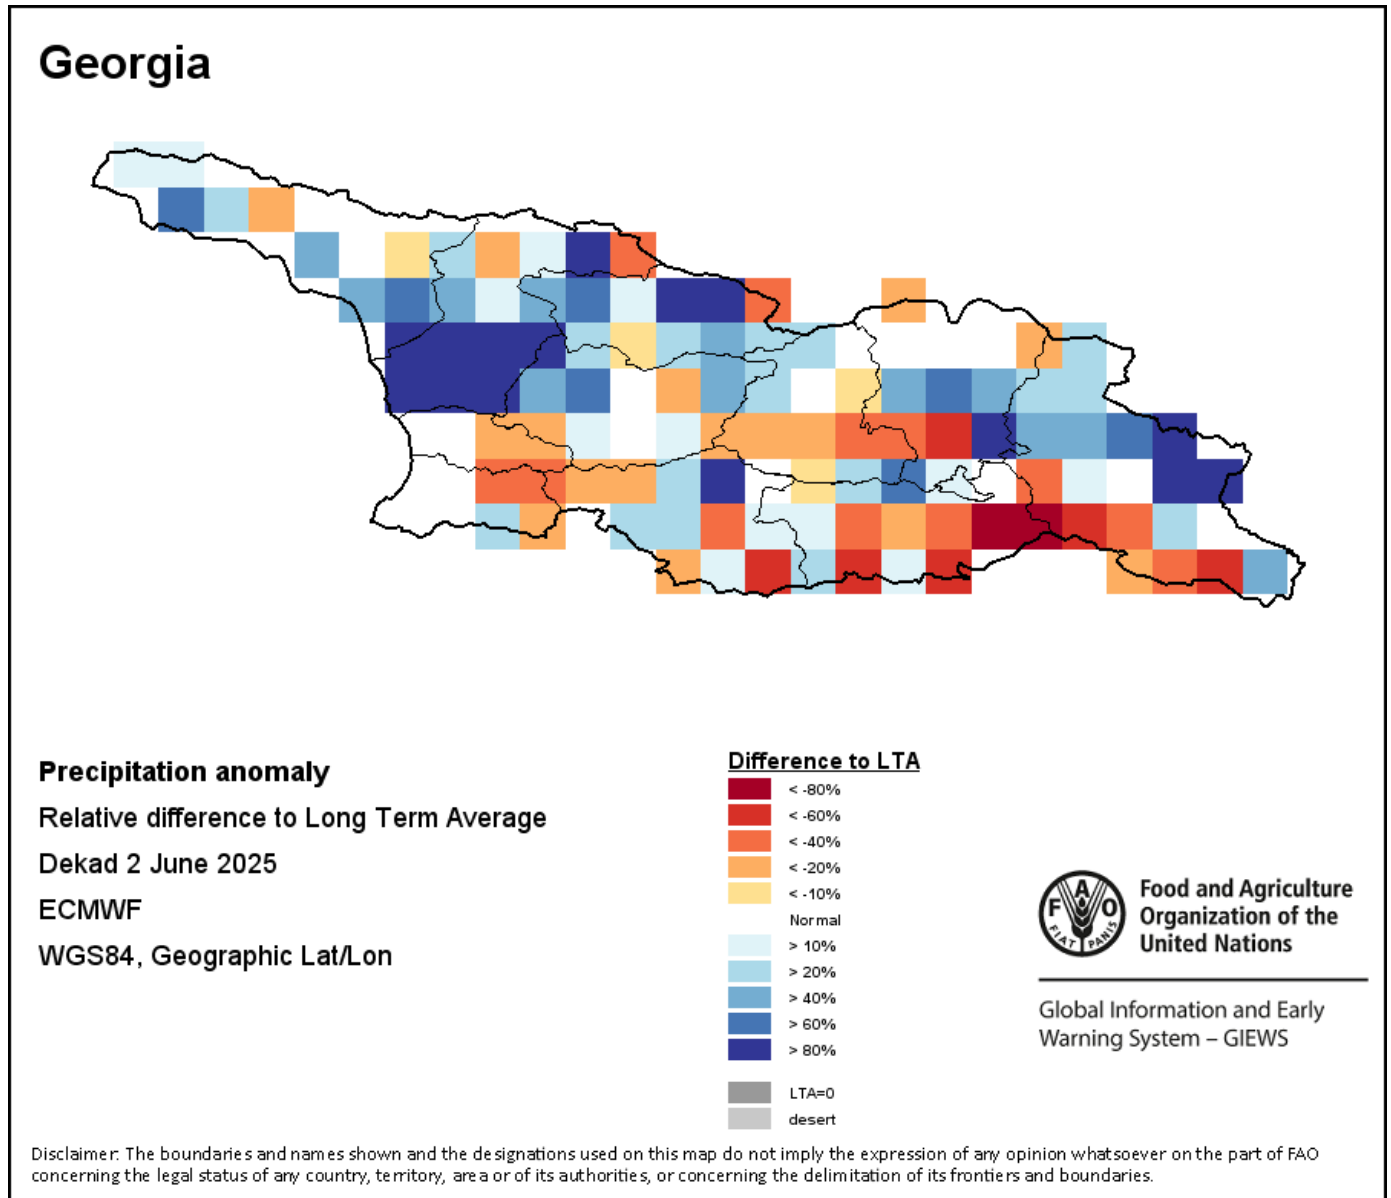 Georgia
Precipitation anomaly
Relative difference to Long Term Average
Dekad 2 June 2025
ECMWF
WGS84, Geographic Lat/Lon
Difference to LTA
< -80%
< -60%
< -40%
< -20%
< -10%
Normal
> 10%
> 20%
> 40%
> 60%
> 80%
LTA=0
desert
F A O
FIAT PANIS
Food and Agriculture
Organization of the
United Nations
Global Information and Early
Warning System – GIEWS
Disclaimer: The boundaries and names shown and the designations used on this map do not imply the expression of any opinion whatsoever on the part of FAO
concerning the legal status of any country, territory, area or of its authorities, or concerning the delimitation of its frontiers and boundaries.